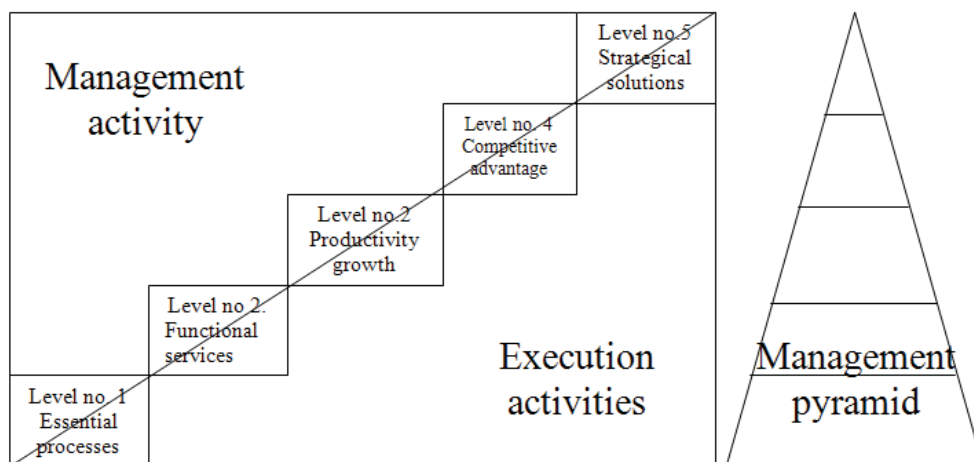 Management
activity
Level no.5
Strategical
solutions
Level no. 4
Competitive
advantage
Level no.2
Productivity
growth
Level no 2.
Functional
services
Level no. 1
Essential
processes
Execution
activities
Management
pyramid